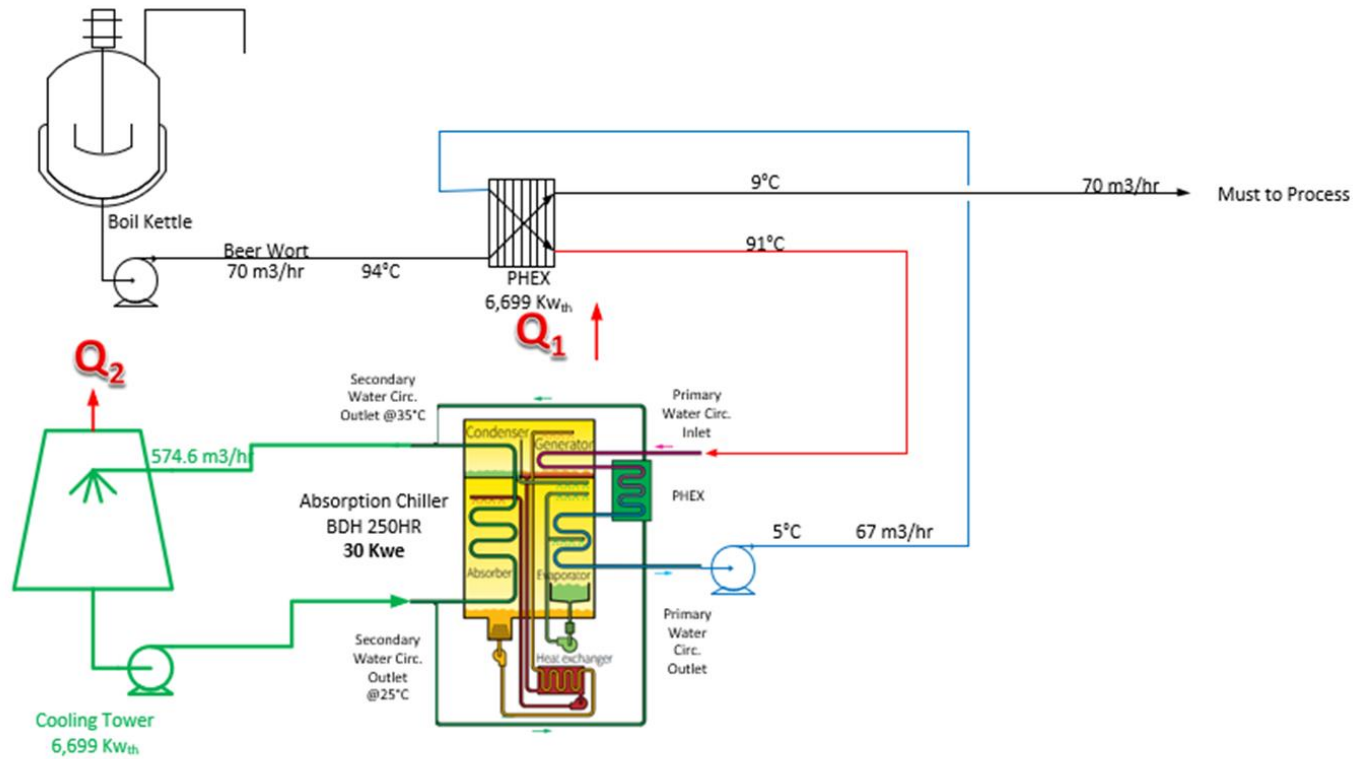 Boil Kettle
Beer Wort
70 m3/hr
94°C
PHEX
6,699 Kwth
9°C
70 m3/hr
Must to Process
91°C
Q1
Q2
574.6 m3/hr
Cooling Tower
6,699 Kwth
Secondary
Water Circ.
Outlet @35°C
Primary
Water Circ.
Inlet
Condenser
Generator
PHEX
Absorption Chiller
BDH 250HR
30 Kwe
Absorber
Evaporator
5°C
67 m3/hr
Secondary
Water Circ.
Outlet
@25°C
Heat exchanger
Primary
Water
Circ.
Outlet